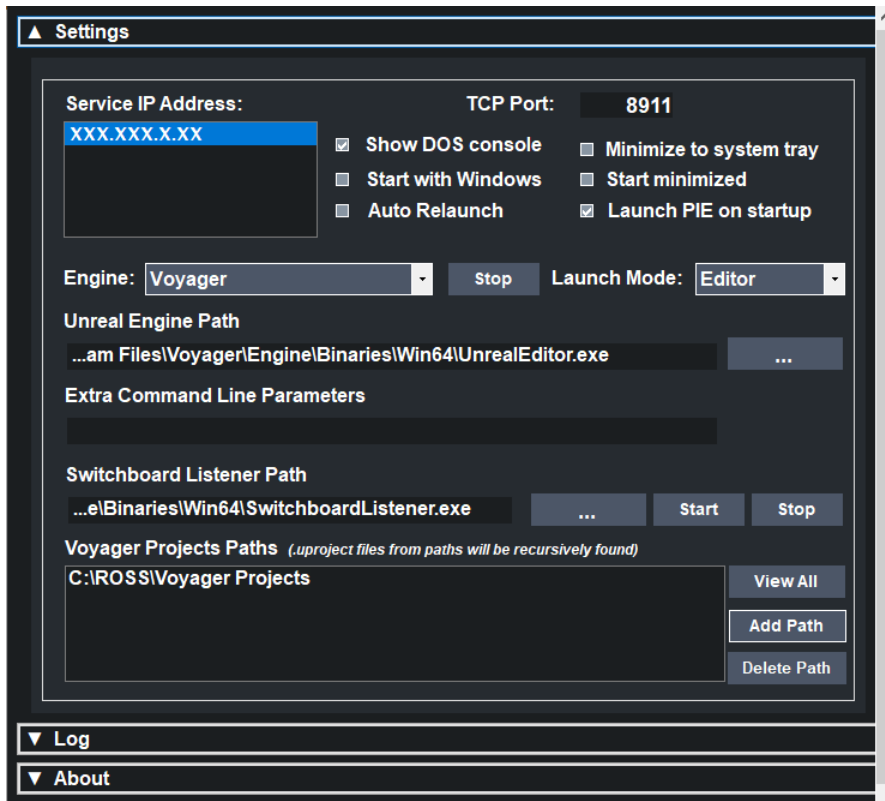 ▲ Settings
Service IP Address:
TCP Port: 8911
XXX.XXX.X.XX
Show DOS console
Minimize to system tray
Start with Windows
Start minimized
Auto Relaunch
Launch PIE on startup
Engine: Voyager Stop Launch Mode: Editor
Unreal Engine Path
...am Files\Voyager\Engine\Binaries\Win64\UnrealEditor.exe ...
Extra Command Line Parameters
Switchboard Listener Path
...e\Binaries\Win64\SwitchboardListener.exe ... Start Stop
Voyager Projects Paths (.uproject files from paths will be recursively found)
C:\ROSS\Voyager Projects
View All
Add Path
Delete Path
▼ Log
▼ About